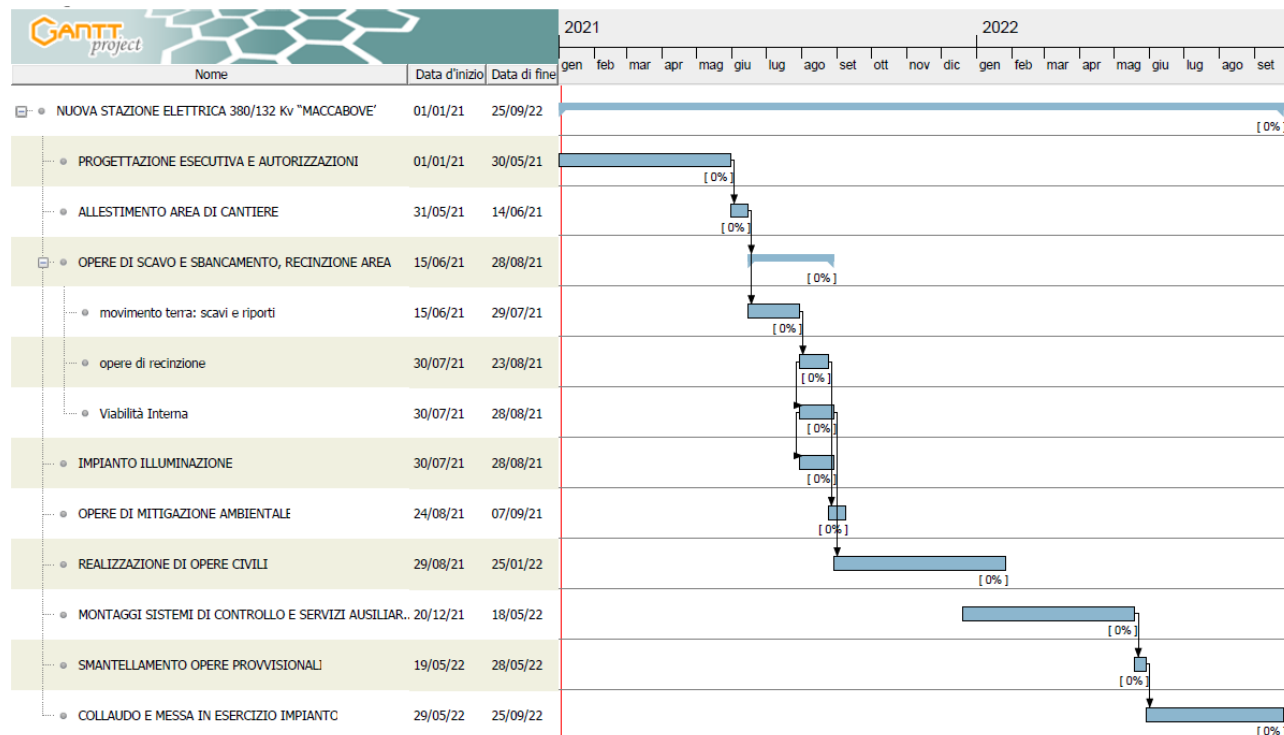 GANTT
project
2021 2022
Nome Data d'inizio Data di fine gen feb mar apr mag giu lug ago set ott nov dic gen feb mar apr mag giu lug ago set
NUOVA STAZIONE ELETTRICA 380/132 Kv "MACCABOVE' 01/01/21 25/09/22
[ 0% ]
PROGETTAZIONE ESECUTIVA E AUTORIZZAZIONI 01/01/21 30/05/21
[ 0% ]
ALLESTIMENTO AREA DI CANTIERE 31/05/21 14/06/21
[ 0% ]
OPERE DI SCAVO E SBANCAMENTO, RECINZIONE AREA 15/06/21 28/08/21
[ 0% ]
movimento terra: scavi e riporti 15/06/21 29/07/21
[ 0% ]
opere di recinzione 30/07/21 23/08/21
[ 0% ]
Viabilità Interna 30/07/21 28/08/21
[ 0% ]
IMPIANTO ILLUMINAZIONE 30/07/21 28/08/21
[ 0% ]
OPERE DI MITIGAZIONE AMBIENTALE 24/08/21 07/09/21
[ 0% ]
REALIZZAZIONE DI OPERE CIVILI 29/08/21 25/01/22
[ 0% ]
MONTAGGI SISTEMI DI CONTROLLO E SERVIZI AUSILIAR.. 20/12/21 18/05/22
[ 0% ]
SMANTELLAMENTO OPERE PROVVISIONALI 19/05/22 28/05/22
[ 0% ]
COLLAUDO E MESSA IN ESERCIZIO IMPIANTO 29/05/22 25/09/22
[ 0% ]